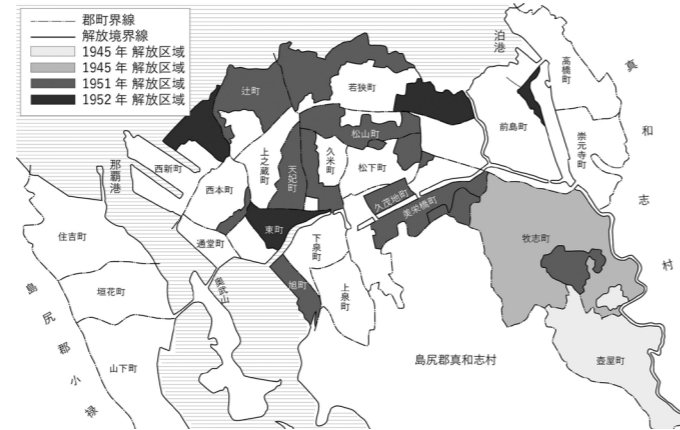 郡町界線
解放境界線
1945 年 解放区域
1945 年 解放区域
1951 年 解放区域
1952 年 解放区域
泊港
高橋町
真和志村
辻町
若狭町
前島町
崇元寺町
松山町
上之蔵町
天妃町
久米町
松下町
那覇港
西新町
西本町
久茂地町
美栄橋町
東町
通堂町
下泉町
牧志町
住吉町
奥武山
旭町
上泉町
垣花町
島尻郡小禄
山下町
島尻郡真和志村
壺屋町